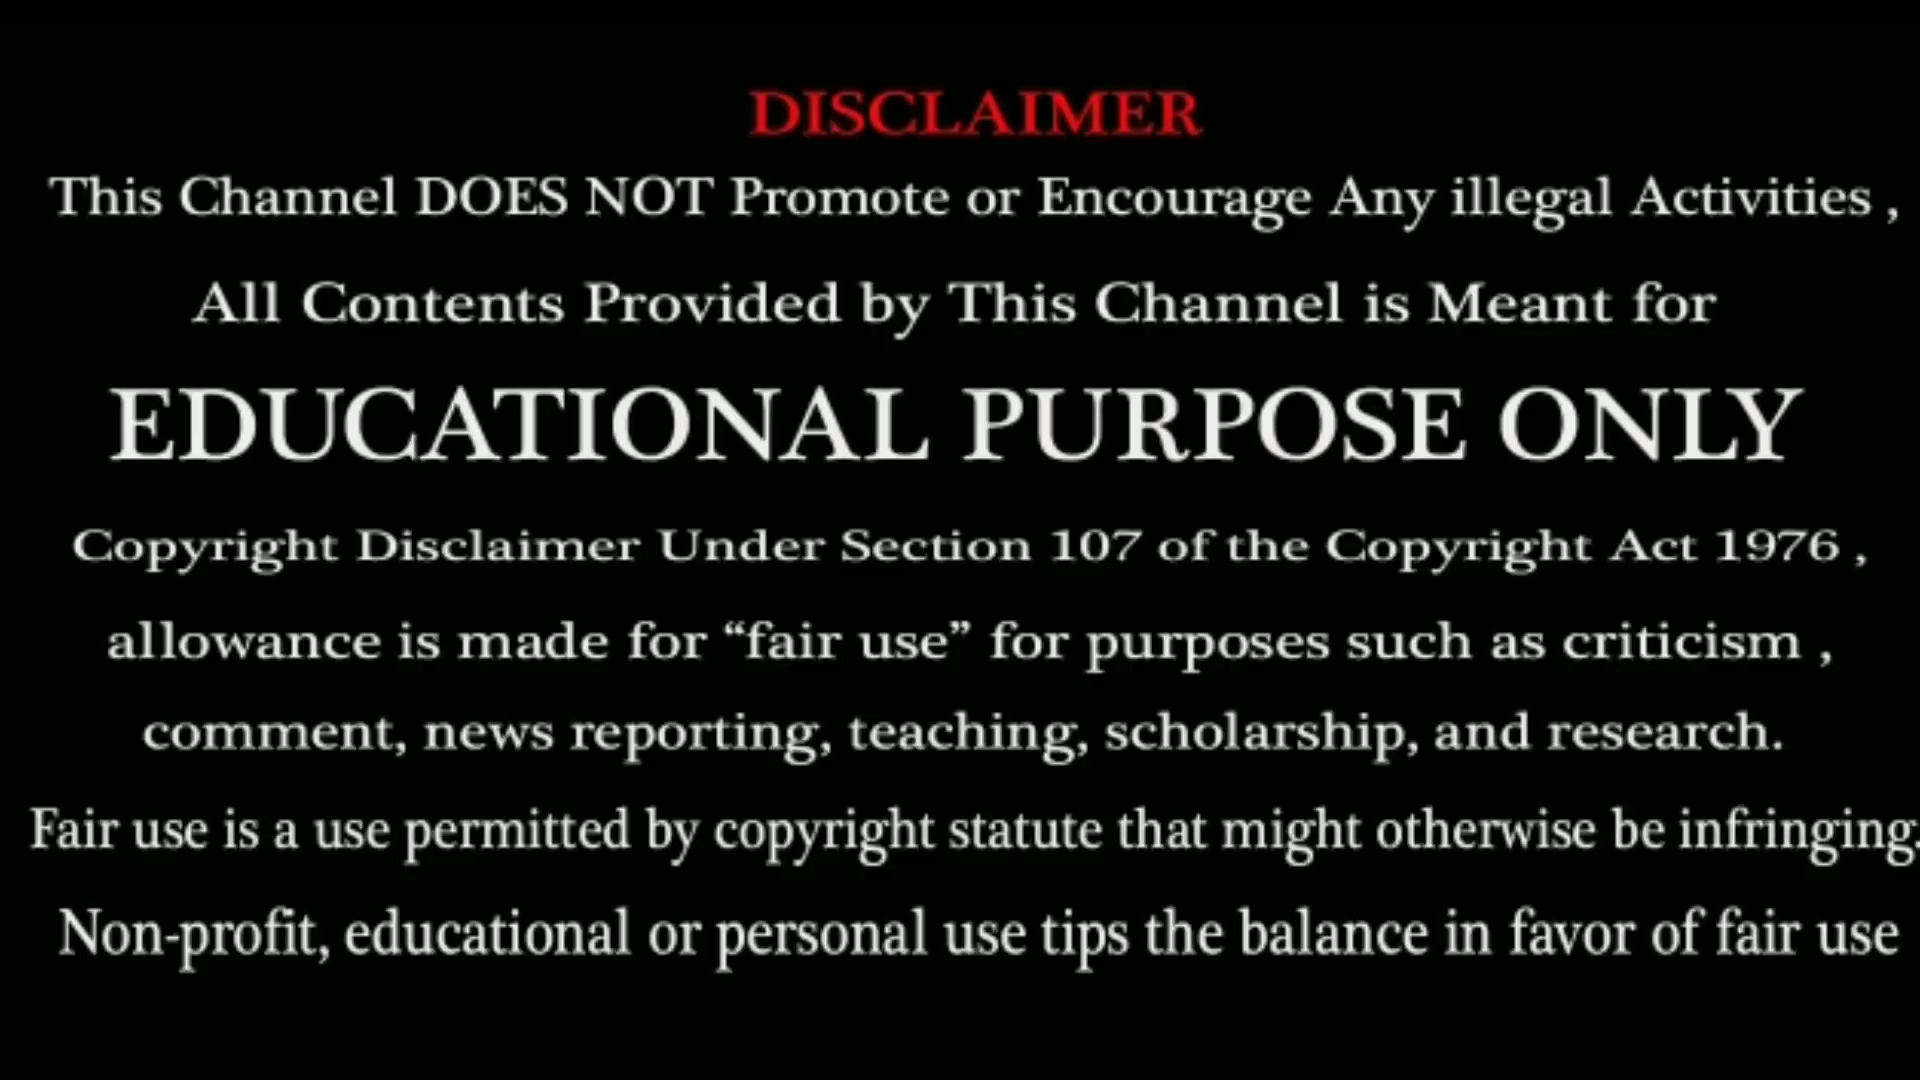 DISCLAIMER
This Channel DOES NOT Promote or Encourage Any illegal Activities ,
All Contents Provided by This Channel is Meant for
EDUCATIONAL PURPOSE ONLY
Copyright Disclaimer Under Section 107 of the Copyright Act 1976 ,
allowance is made for “fair use” for purposes such as criticism ,
comment, news reporting, teaching, scholarship, and research.
Fair use is a use permitted by copyright statute that might otherwise be infringing.
Non-profit, educational or personal use tips the balance in favor of fair use